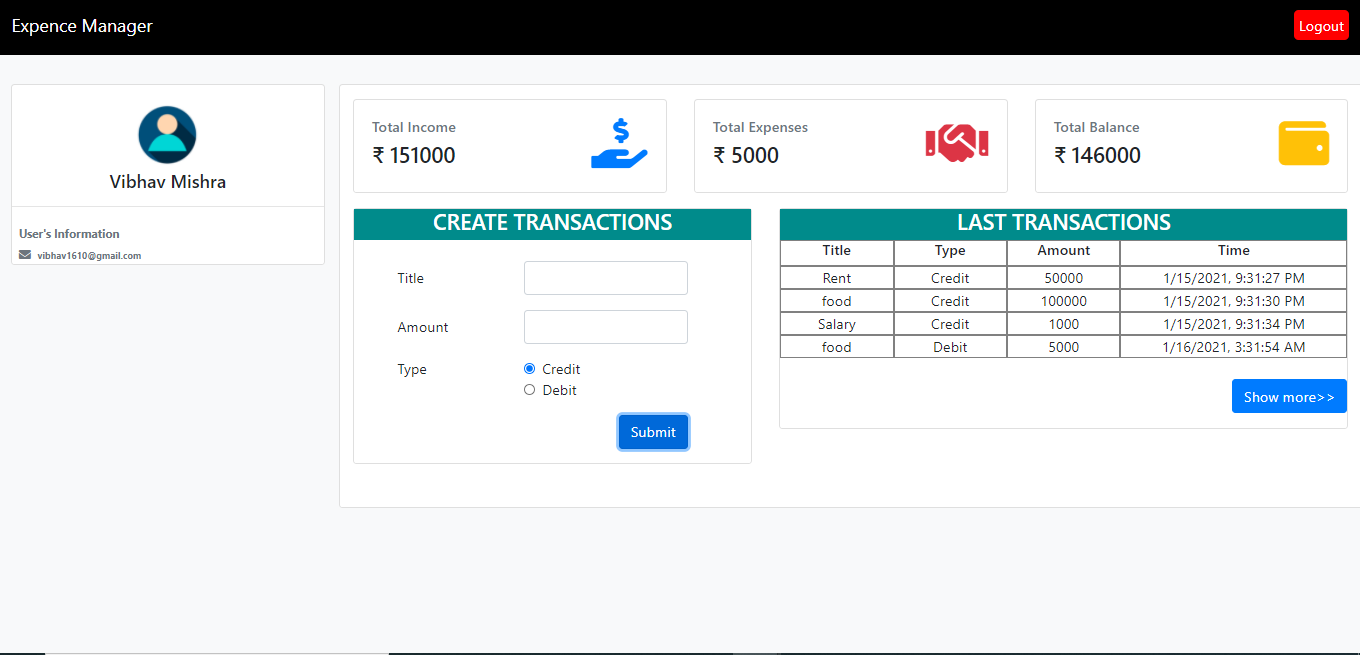 Expence Manager
Logout
Vibhav Mishra
User's Information
vibhav1610@gmail.com
Total Income
₹ 151000
Total Expenses
₹ 5000
Total Balance
₹ 146000
CREATE TRANSACTIONS
Title
Amount
Type
Credit
Debit
Submit
LAST TRANSACTIONS
Title Type Amount Time
Rent Credit 50000 1/15/2021, 9:31:27 PM
food Credit 100000 1/15/2021, 9:31:30 PM
Salary Credit 1000 1/15/2021, 9:31:34 PM
food Debit 5000 1/16/2021, 3:31:54 AM
Show more>>